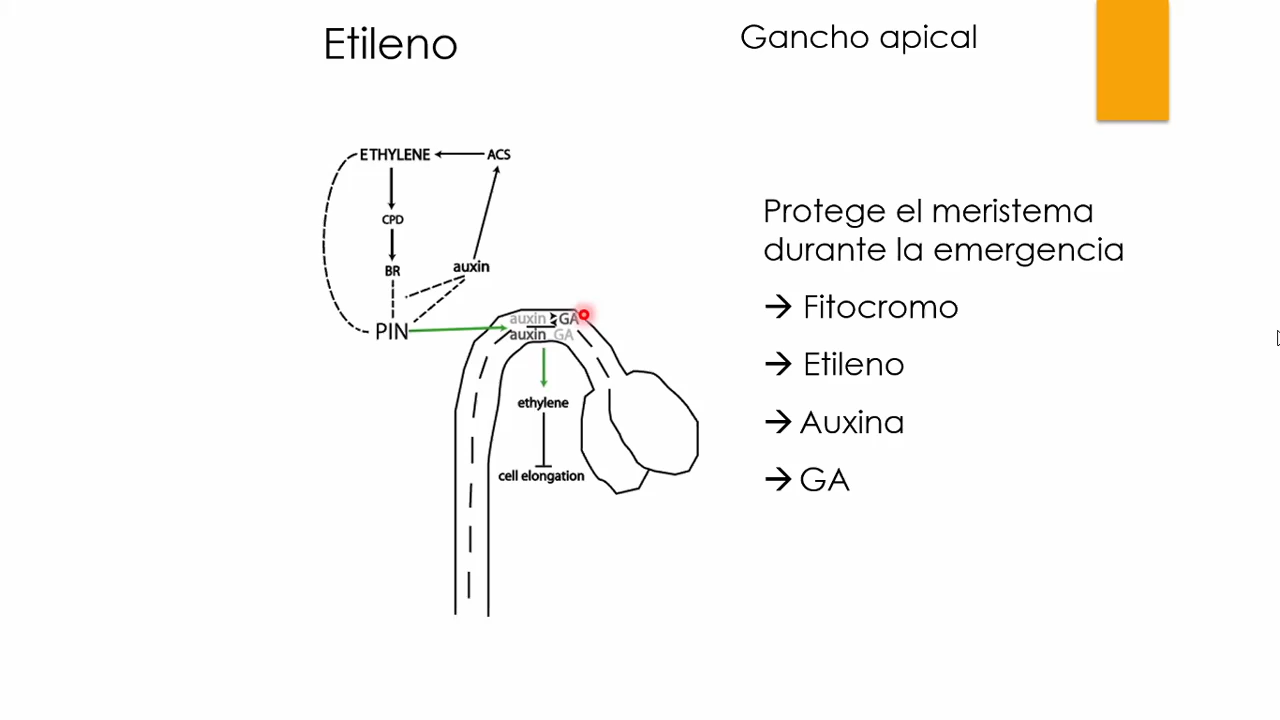 Etileno
Gancho apical
ETHYLENE
ACS
CPD
BR
auxin
PIN
auxin GA
auxin GA
ethylene
cell elongation
Protege el meristema
durante la emergencia
→ Fitocromo
→ Etileno
→ Auxina
→ GA